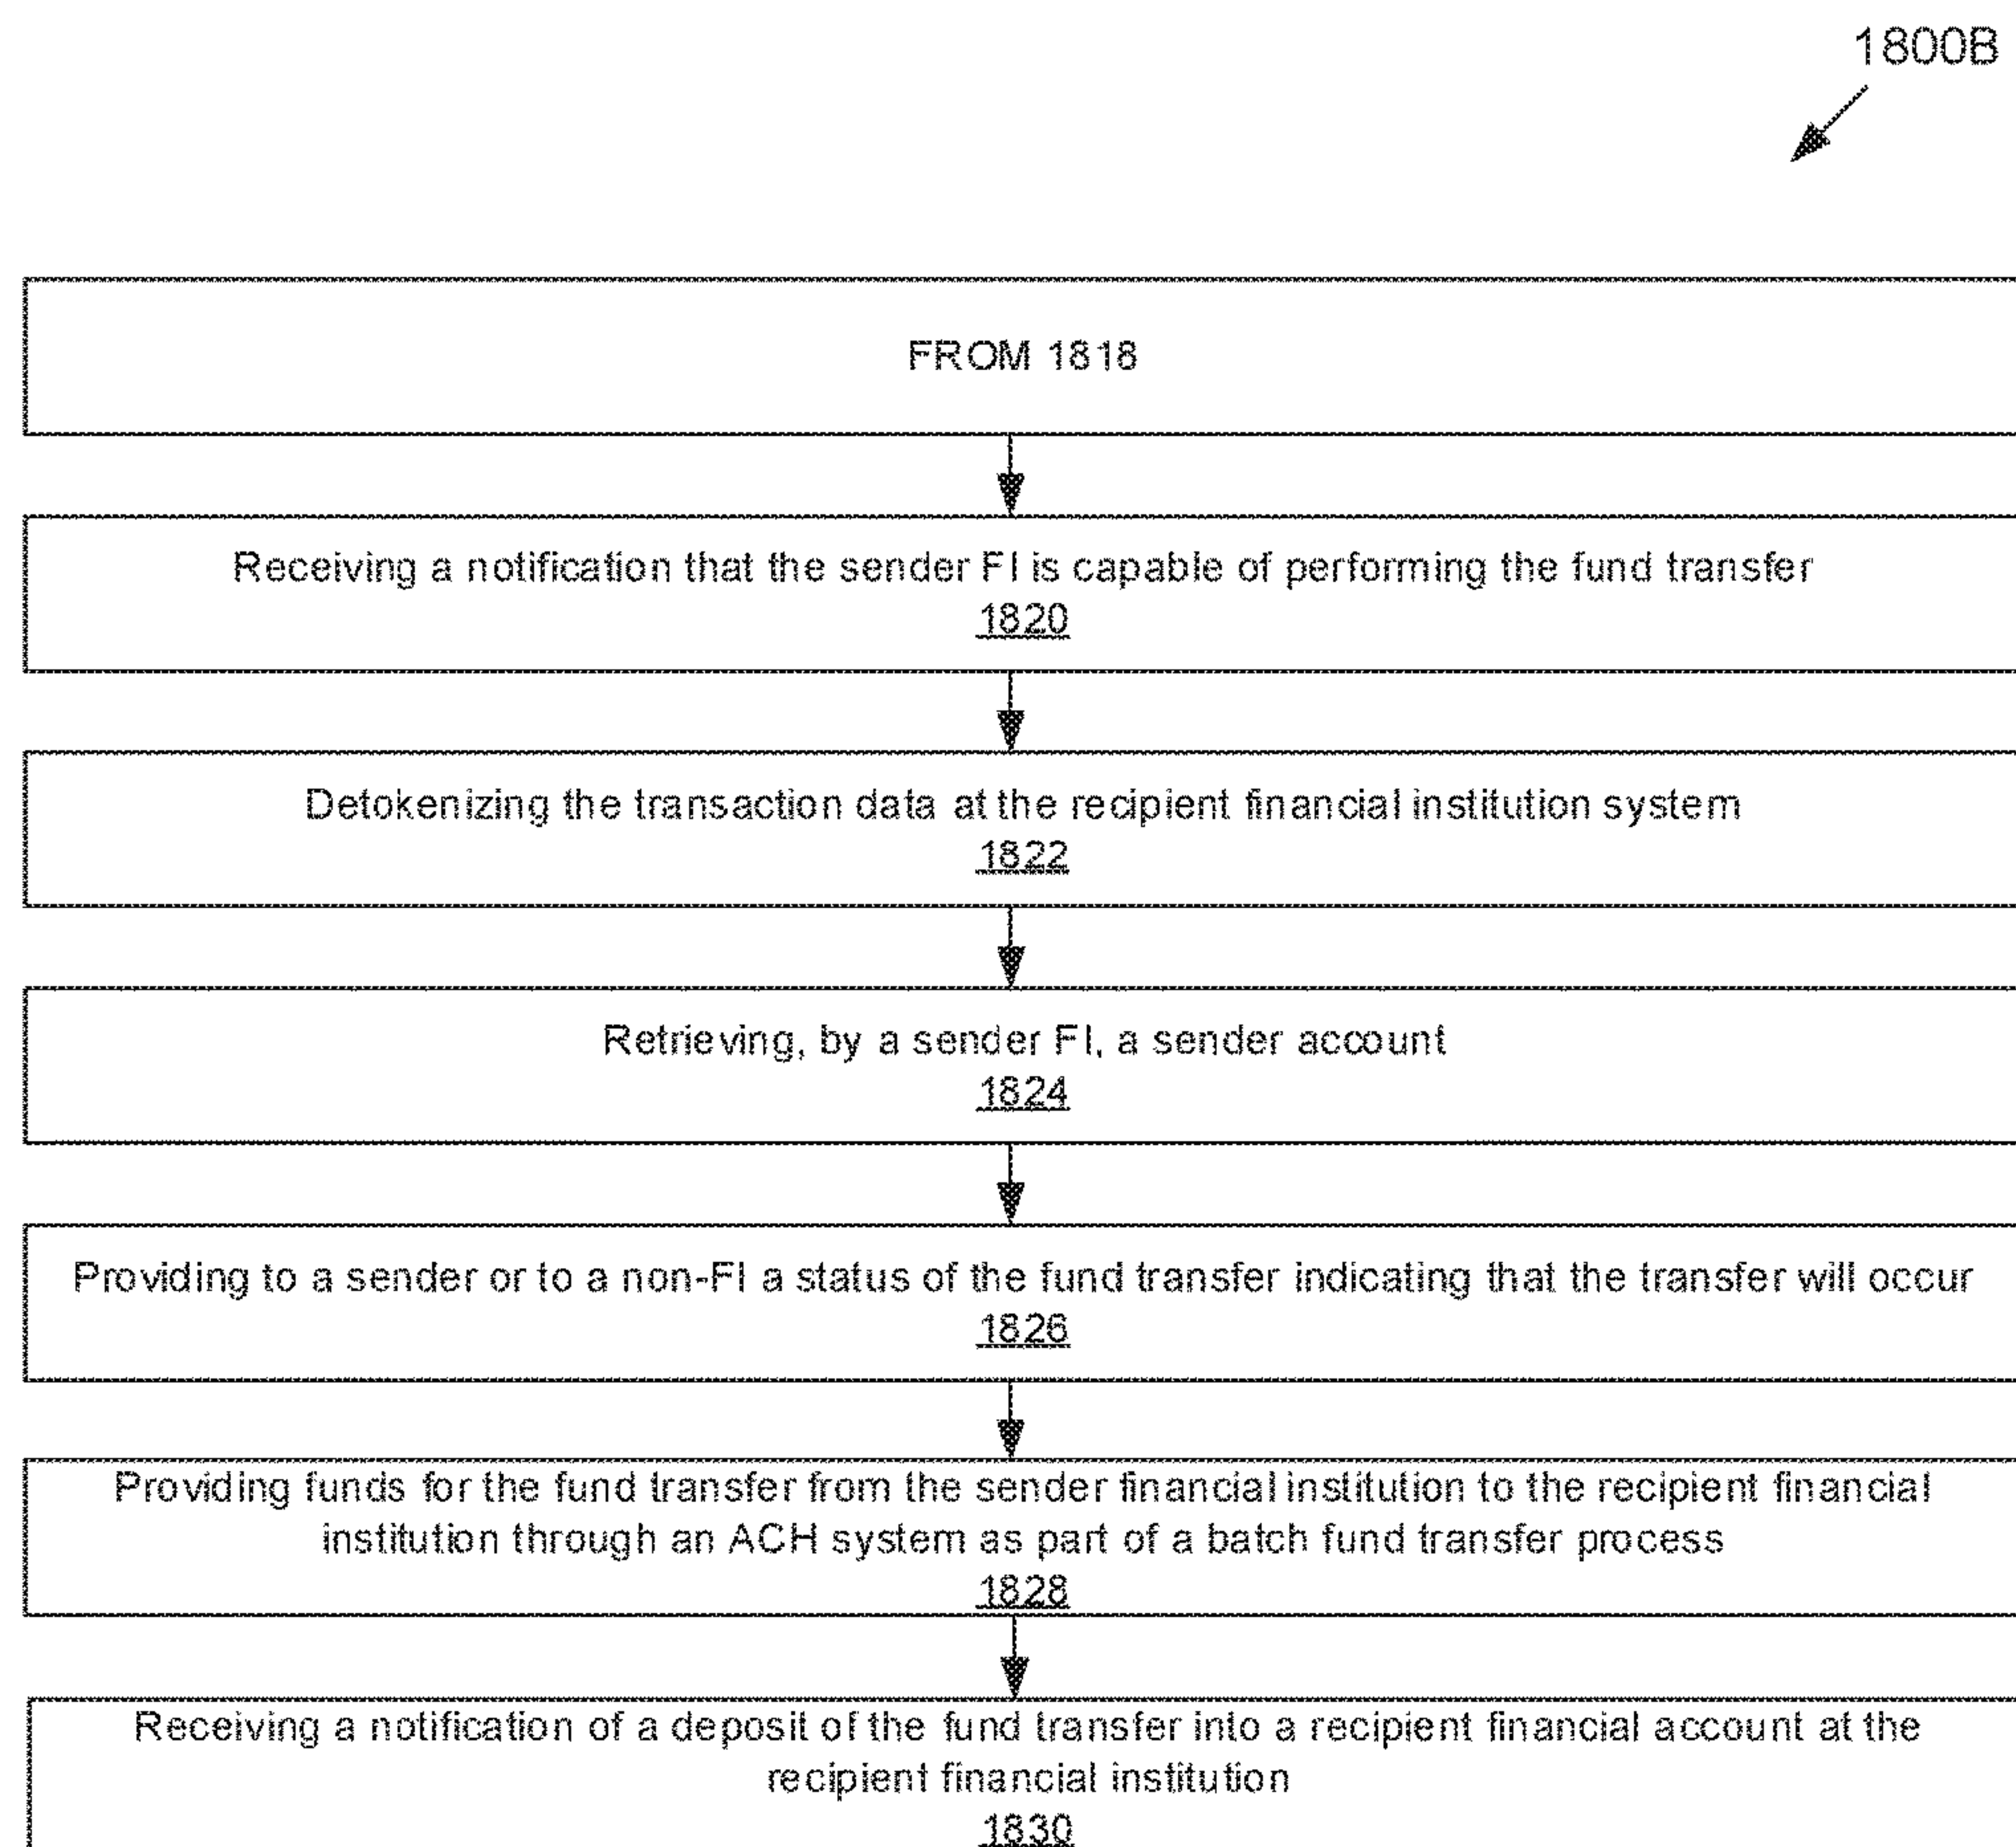 1800B
FROM 1818
Receiving a notification that the sender FI is capable of performing the fund transfer
1820
Detokenizing the transaction data at the recipient financial institution system
1822
Retrieving, by a sender FI, a sender account
1824
Providing to a sender or to a non-FI a status of the fund transfer indicating that the transfer will occur
1826
Providing funds for the fund transfer from the sender financial institution to the recipient financial
institution through an ACH system as part of a batch fund transfer process
1828
Receiving a notification of a deposit of the fund transfer into a recipient financial account at the
recipient financial institution
1830